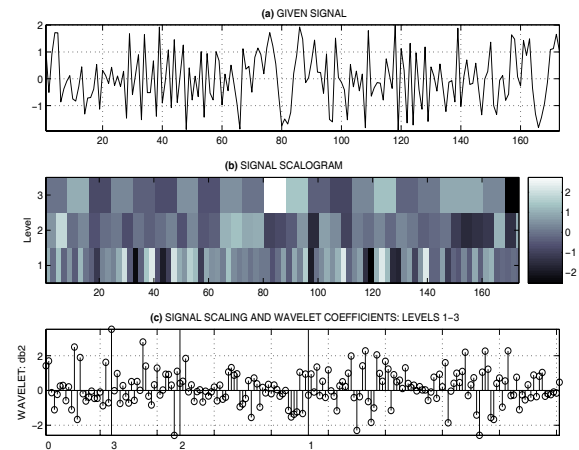 (a) GIVEN SIGNAL
2
1
0
−1
20 40 60 80 100 120 140 160
(b) SIGNAL SCALOGRAM
Level
3
2
1
20 40 60 80 100 120 140 160
2
1
0
−1
−2
(c) SIGNAL SCALING AND WAVELET COEFFICIENTS: LEVELS 1−3
WAVELET: db2
2
0
−2
0 3 2 1